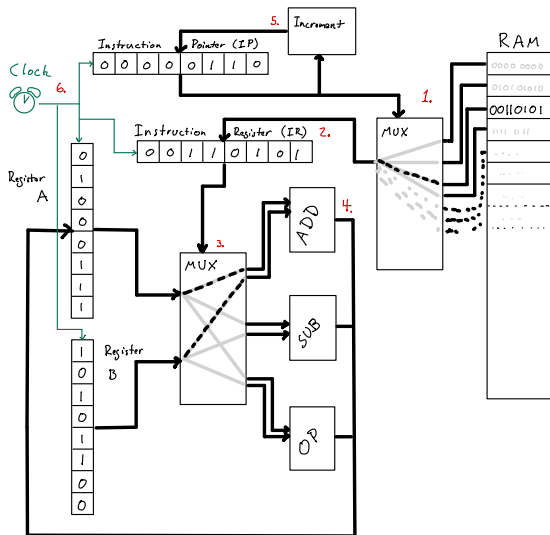 5.
Increment
Instruction Pointer (IP)
0 0 0 0 0 1 1 0
RAM
Clock
6.
0000 0000
01010100
00110101
1.
MUX
2.
Instruction Register (IR)
0 0 1 1 0 1 0 1
Register
A
0
1
0
0
0
1
1
1
3.
MUX
ADD
4.
SUB
OP
Register
B
1
0
1
0
1
1
0
0